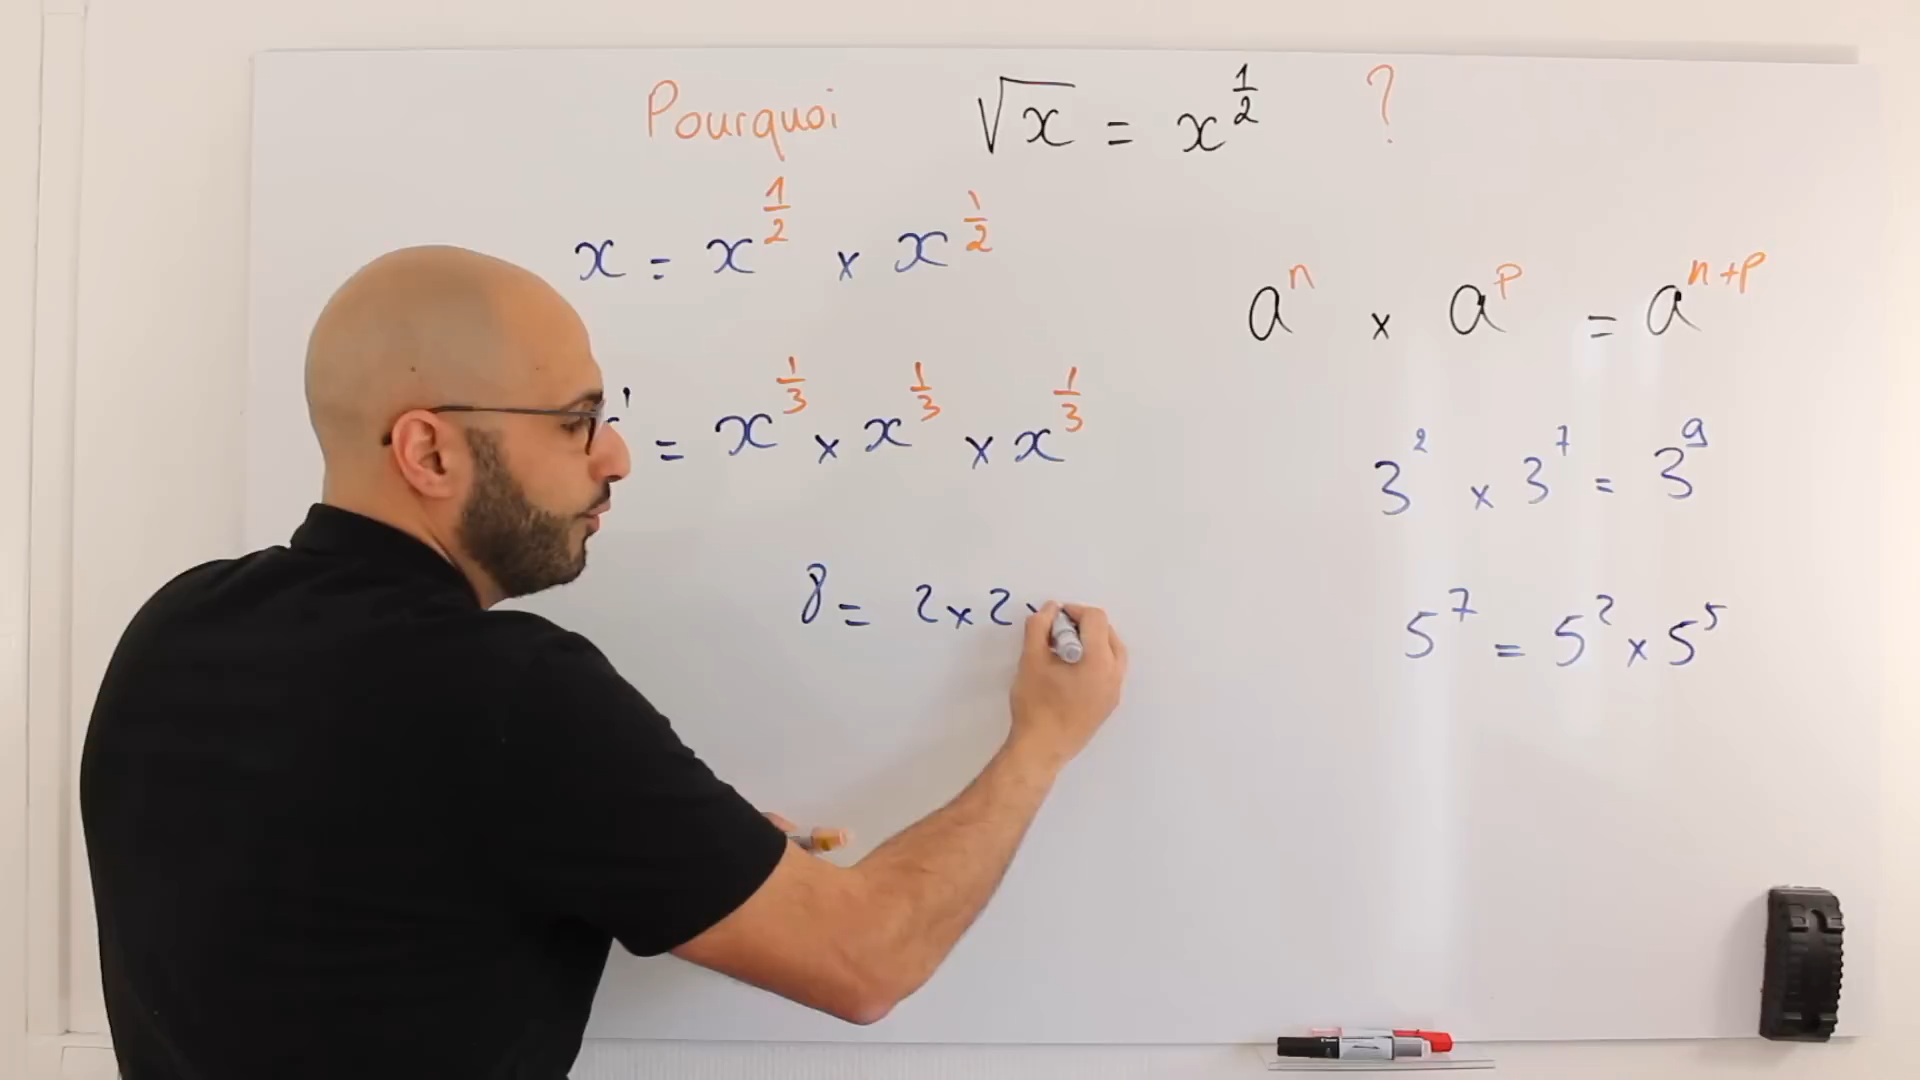 Pourquoi √x = x^(1/2) ?
x = x^(1/2) × x^(1/2)
a^n × a^p = a^(n+p)
= x^(1/3) × x^(1/3) × x^(1/3)
3^2 × 3^7 = 3^9
8 = 2 × 2 ×
5^7 = 5^2 × 5^5